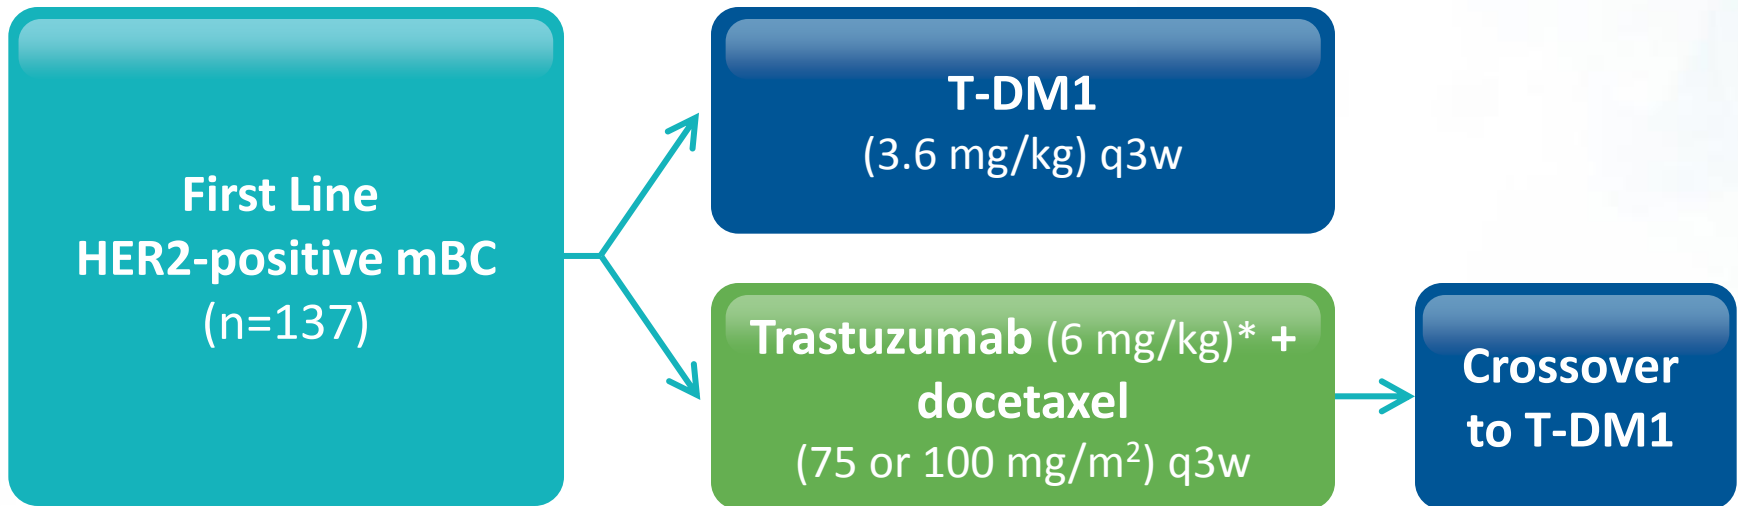 First Line
HER2-positive mBC
(n=137)
T-DM1
(3.6 mg/kg) q3w
Trastuzumab (6 mg/kg)* +
docetaxel
(75 or 100 mg/m²) q3w
Crossover
to T-DM1